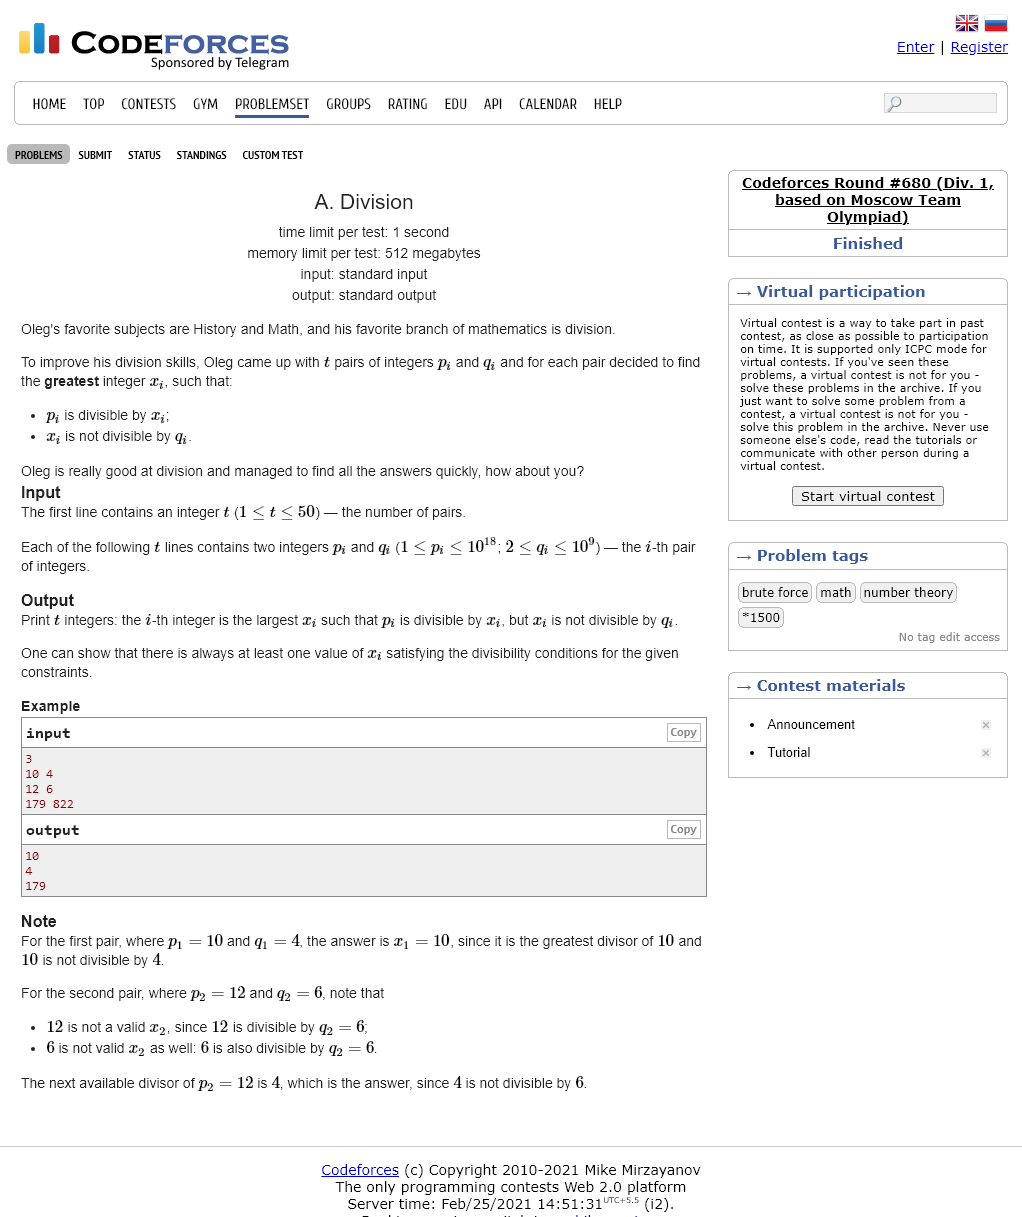 CODEFORCES
Sponsored by Telegram
Enter | Register
HOME TOP CONTESTS GYM PROBLEMSET GROUPS RATING EDU API CALENDAR HELP
PROBLEMS SUBMIT STATUS STANDINGS CUSTOM TEST
A. Division
time limit per test: 1 second
memory limit per test: 512 megabytes
input: standard input
output: standard output
Oleg's favorite subjects are History and Math, and his favorite branch of mathematics is division.
To improve his division skills, Oleg came up with t pairs of integers p_i and q_i and for each pair decided to find
the greatest integer x_i, such that:
• p_i is divisible by x_i;
• x_i is not divisible by q_i.
Oleg is really good at division and managed to find all the answers quickly, how about you?
Input
The first line contains an integer t (1 ≤ t ≤ 50) — the number of pairs.
Each of the following t lines contains two integers p_i and q_i (1 ≤ p_i ≤ 10^18; 2 ≤ q_i ≤ 10^9) — the i-th pair
of integers.
Output
Print t integers: the i-th integer is the largest x_i such that p_i is divisible by x_i, but x_i is not divisible by q_i.
One can show that there is always at least one value of x_i satisfying the divisibility conditions for the given
constraints.
Example
input
Copy
3
10 4
12 6
179 822
output
Copy
10
4
179
Note
For the first pair, where p_1 = 10 and q_1 = 4, the answer is x_1 = 10, since it is the greatest divisor of 10 and
10 is not divisible by 4.
For the second pair, where p_2 = 12 and q_2 = 6, note that
• 12 is not a valid x_2, since 12 is divisible by q_2 = 6;
• 6 is not valid x_2 as well: 6 is also divisible by q_2 = 6.
The next available divisor of p_2 = 12 is 4, which is the answer, since 4 is not divisible by 6.
Codeforces Round #680 (Div. 1,
based on Moscow Team
Olympiad)
Finished
→ Virtual participation
Virtual contest is a way to take part in past
contest, as close as possible to participation
on time. It is supported only ICPC mode for
virtual contests. If you've seen these
problems, a virtual contest is not for you -
solve these problems in the archive. If you
just want to solve some problem from a
contest, a virtual contest is not for you -
solve this problem in the archive. Never use
someone else's code, read the tutorials or
communicate with other person during a
virtual contest.
Start virtual contest
→ Problem tags
brute force math number theory
*1500
No tag edit access
→ Contest materials
• Announcement
• Tutorial
Codeforces (c) Copyright 2010-2021 Mike Mirzayanov
The only programming contests Web 2.0 platform
Server time: Feb/25/2021 14:51:31 UTC+5.5 (i2).